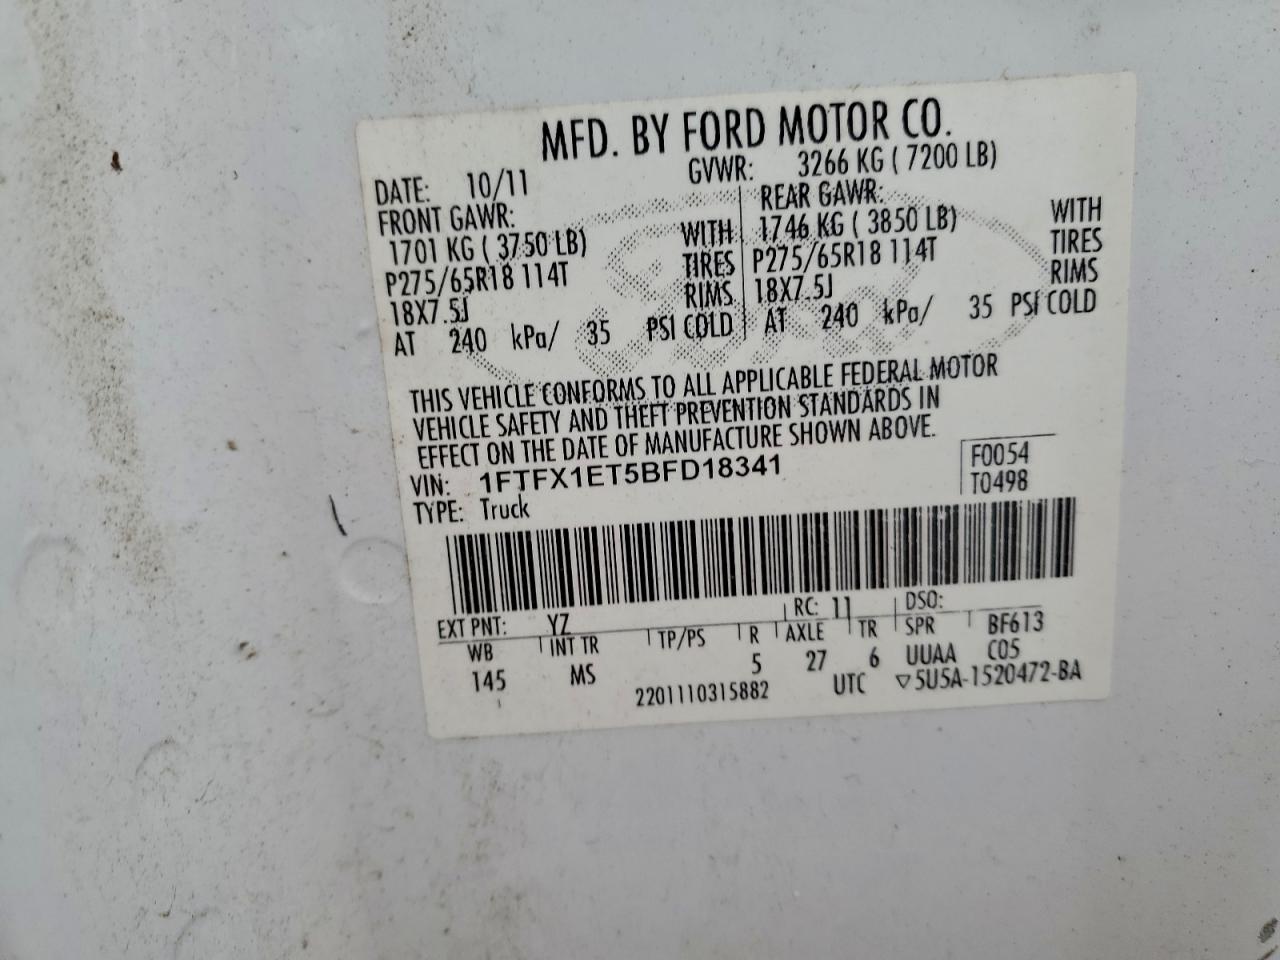 MFD. BY FORD MOTOR CO.
DATE: 10/11 GVWR: 3266 KG ( 7200 LB)
FRONT GAWR: REAR GAWR:
1701 KG ( 3750 LB) WITH 1746 KG ( 3850 LB) WITH
P275/65R18 114T TIRES P275/65R18 114T TIRES
18X7.5J RIMS 18X7.5J RIMS
AT 240 kPa/ 35 PSI COLD AT 240 kPa/ 35 PSI COLD
THIS VEHICLE CONFORMS TO ALL APPLICABLE FEDERAL MOTOR
VEHICLE SAFETY AND THEFT PREVENTION STANDARDS IN
EFFECT ON THE DATE OF MANUFACTURE SHOWN ABOVE.
VIN: 1FTFX1ET5BFD18341 F0054
TYPE: Truck T0498
EXT PNT: YZ RC: 11 DSO:
WB INT TR TP/PS R AXLE TR SPR BF613
145 MS 5 27 6 UUAA C05
2201110315882 UTC ▽5U5A-1520472-BA